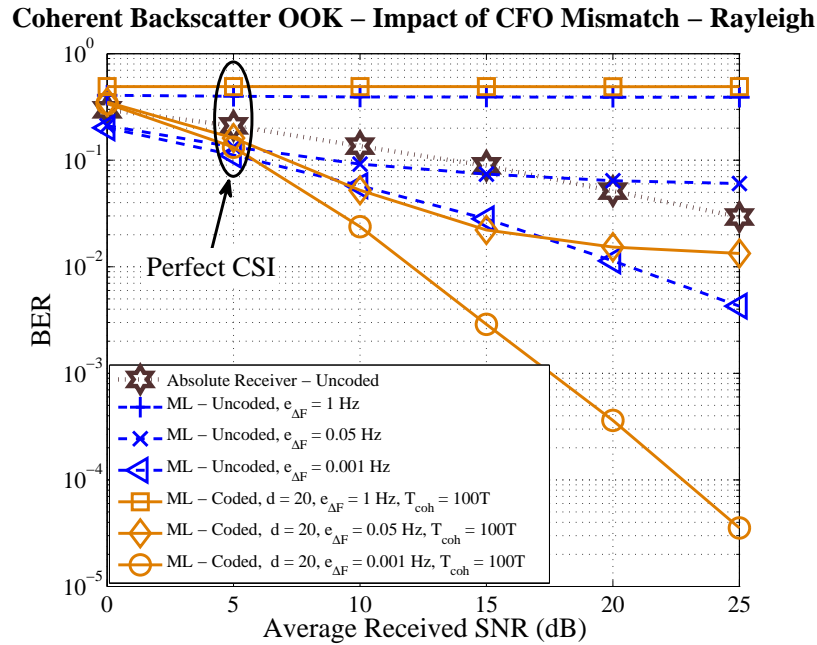 Coherent Backscatter OOK – Impact of CFO Mismatch – Rayleigh
10^0
10^-1
10^-2
10^-3
10^-4
10^-5
BER
Perfect CSI
Absolute Receiver – Uncoded
ML – Uncoded, e_ΔF = 1 Hz
ML – Uncoded, e_ΔF = 0.05 Hz
ML – Uncoded, e_ΔF = 0.001 Hz
ML – Coded, d = 20, e_ΔF = 1 Hz, T_coh = 100T
ML – Coded, d = 20, e_ΔF = 0.05 Hz, T_coh = 100T
ML – Coded, d = 20, e_ΔF = 0.001 Hz, T_coh = 100T
0 5 10 15 20 25
Average Received SNR (dB)